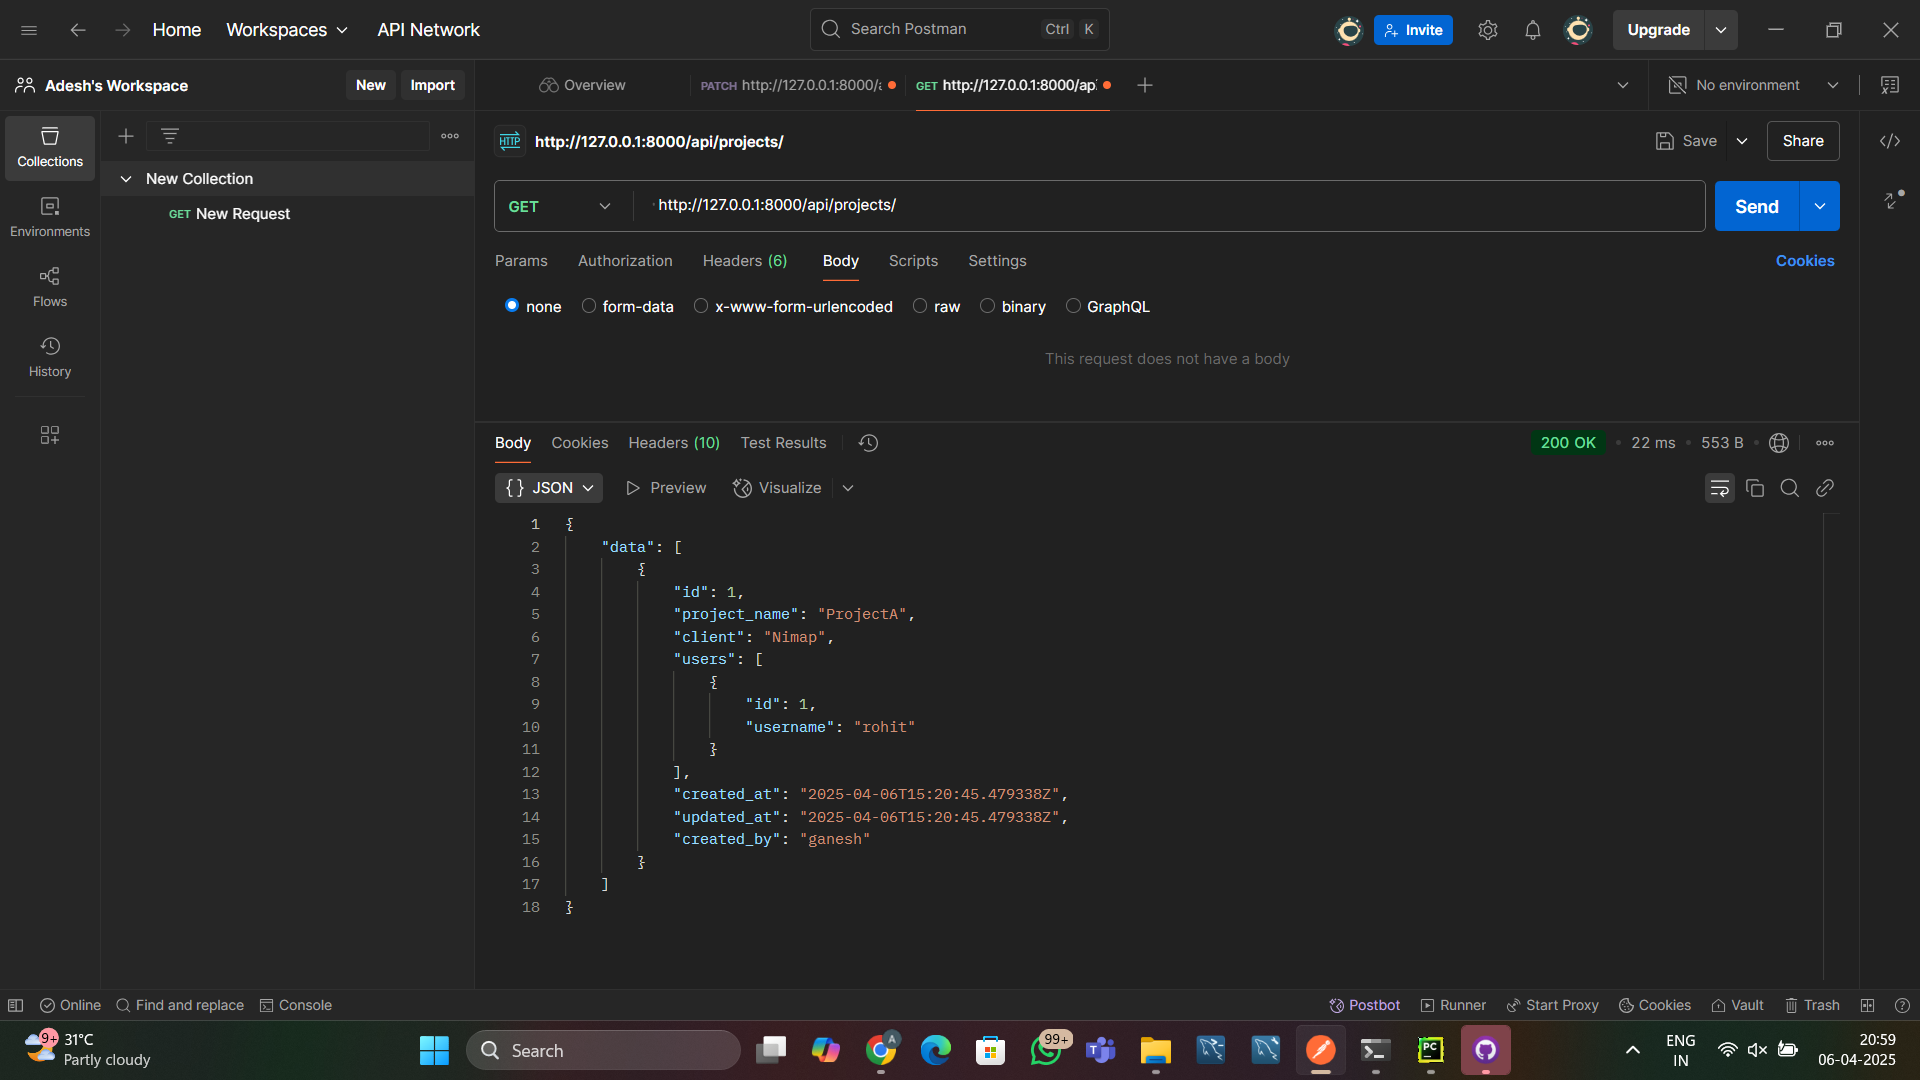 Home Workspaces API Network Search Postman Ctrl K Invite Upgrade
Adesh's Workspace New Import Overview PATCH http://127.0.0.1:8000/a GET http://127.0.0.1:8000/api No environment
Collections
Environments
Flows
History
New Collection
GET New Request
HTTP http://127.0.0.1:8000/api/projects/ Save Share
GET http://127.0.0.1:8000/api/projects/ Send
Params Authorization Headers (6) Body Scripts Settings Cookies
none form-data x-www-form-urlencoded raw binary GraphQL
This request does not have a body
Body Cookies Headers (10) Test Results 200 OK • 22 ms • 553 B
{} JSON Preview Visualize
1 {
2 "data": [
3 {
4 "id": 1,
5 "project_name": "ProjectA",
6 "client": "Nimap",
7 "users": [
8 {
9 "id": 1,
10 "username": "rohit"
11 }
12 ],
13 "created_at": "2025-04-06T15:20:45.479338Z",
14 "updated_at": "2025-04-06T15:20:45.479338Z",
15 "created_by": "ganesh"
16 }
17 ]
18 }
Online Find and replace Console Postbot Runner Start Proxy Cookies Vault Trash
9+ 31°C
Partly cloudy
Search A 99+ PC
ENG
IN
20:59
06-04-2025